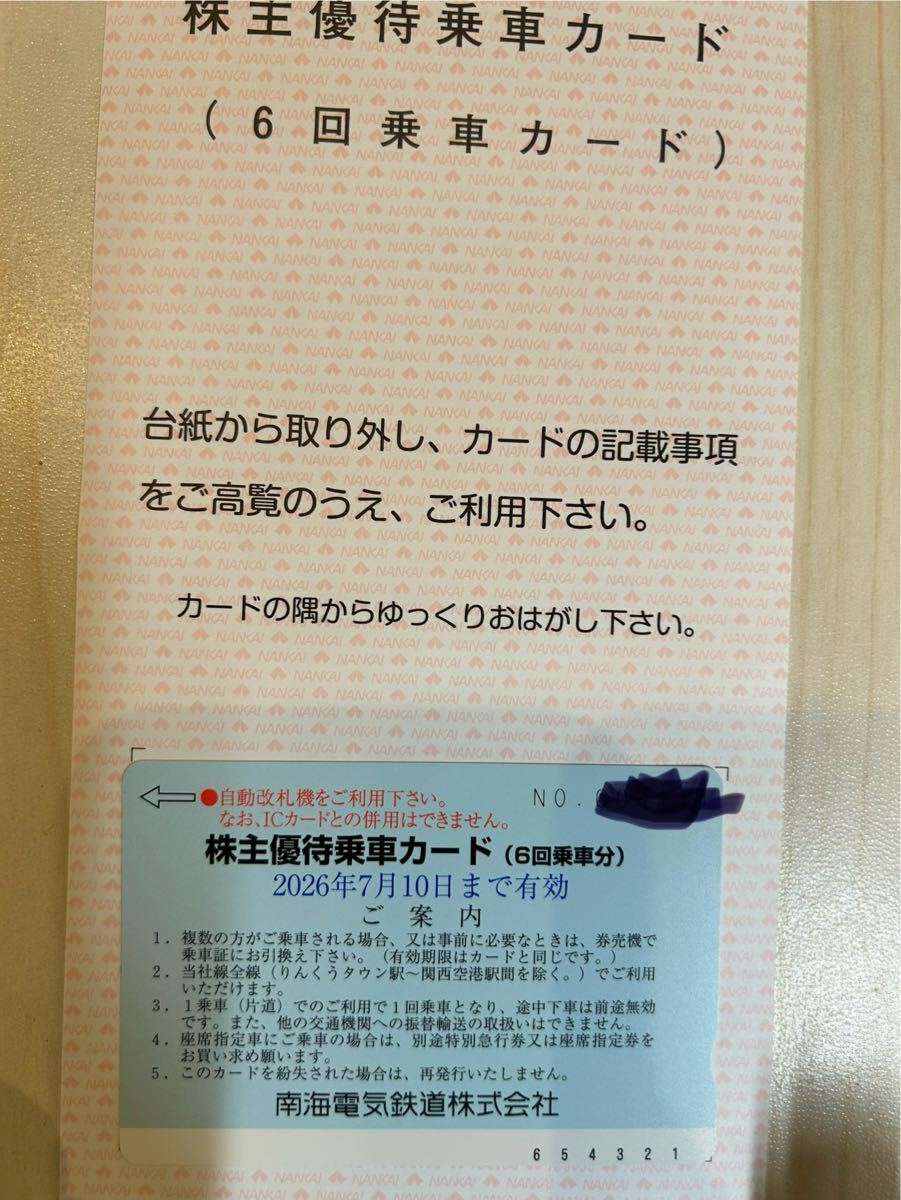 株主優待乗車カード
(6回乗車カード)
台紙から取り外し、カードの記載事項
をご高覧のうえ、ご利用下さい。
カードの隅からゆっくりおはがし下さい。
●自動改札機をご利用下さい。
なお、ICカードとの併用はできません。
NO.
株主優待乗車カード(6回乗車分)
2026年7月10日まで有効
ご案内
1. 複数の方がご乗車される場合、又は事前に必要なときは、券売機で
乗車証にお引換え下さい。(有効期限はカードと同じです。)
2. 当社線全線(りんくうタウン駅~関西空港駅間を除く。)でご利用
いただけます。
3. 1乗車(片道)でのご利用で1回乗車となり、途中下車は前途無効
です。また、他の交通機関への振替輸送の取扱いはできません。
4. 座席指定車にご乗車の場合は、別途特別急行券又は座席指定券を
お買い求め願います。
5. このカードを紛失された場合は、再発行いたしません。
南海電気鉄道株式会社
6 5 4 3 2 1